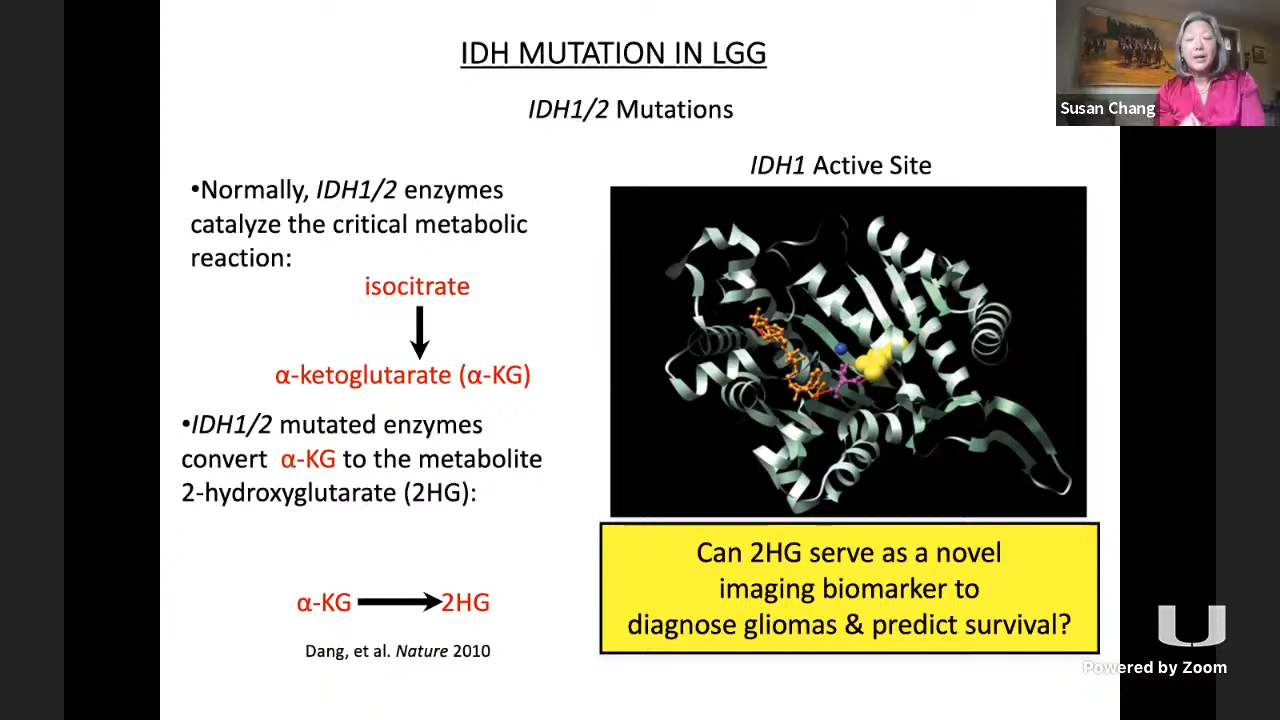 IDH MUTATION IN LGG
IDH1/2 Mutations
Susan Chang
•Normally, IDH1/2 enzymes
catalyze the critical metabolic
reaction:
isocitrate
α-ketoglutarate (α-KG)
•IDH1/2 mutated enzymes
convert α-KG to the metabolite
2-hydroxyglutarate (2HG):
α-KG 2HG
Dang, et al. Nature 2010
IDH1 Active Site
Can 2HG serve as a novel
imaging biomarker to
diagnose gliomas & predict survival?
U
Powered by Zoom